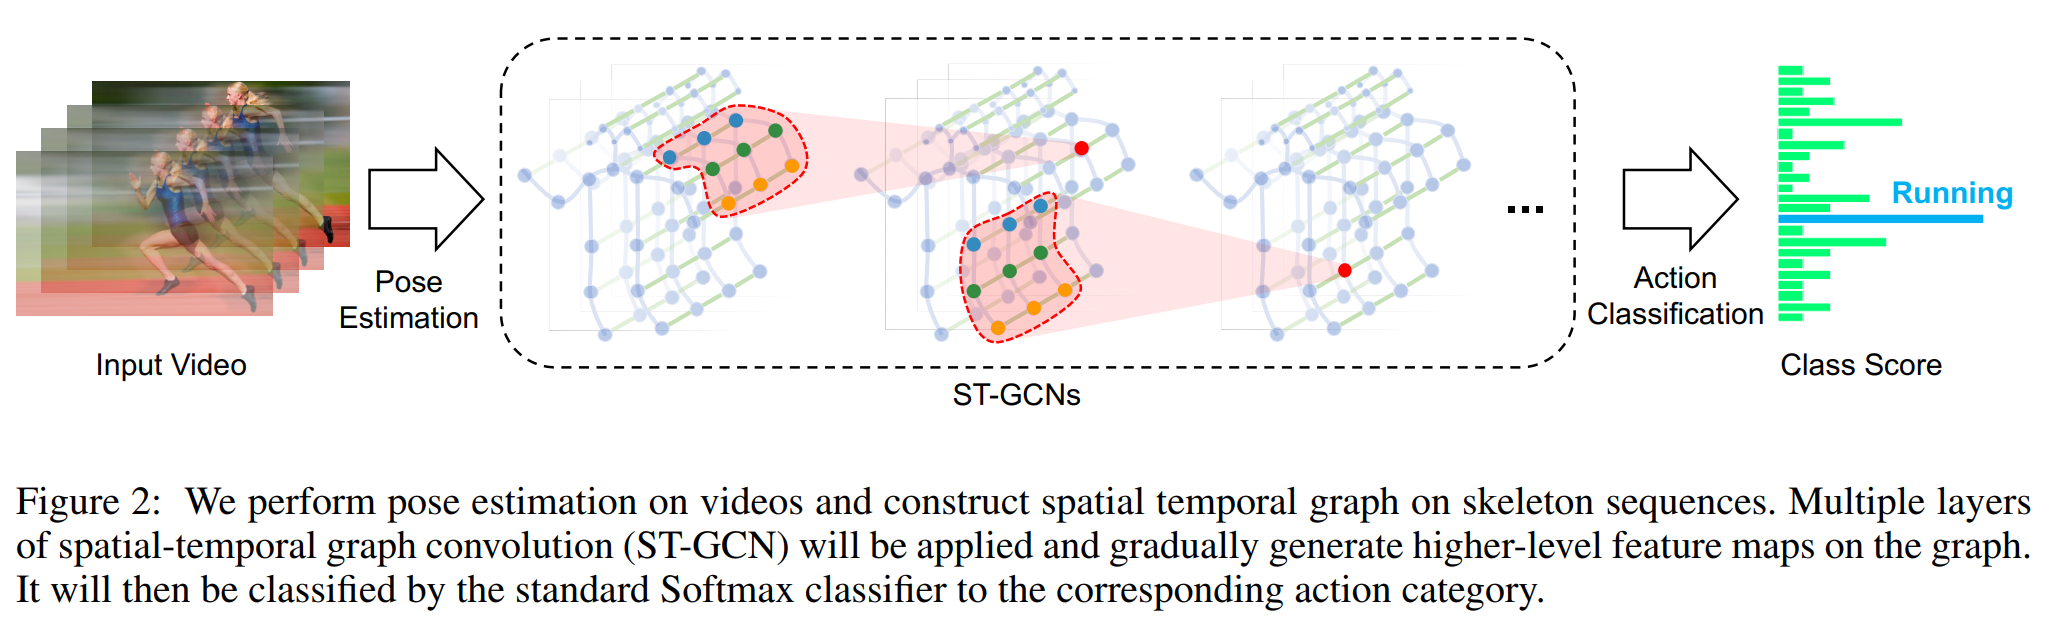 Input Video
Pose
Estimation
ST-GCNs
...
Action
Classification
Running
Class Score
Figure 2: We perform pose estimation on videos and construct spatial temporal graph on skeleton sequences. Multiple layers
of spatial-temporal graph convolution (ST-GCN) will be applied and gradually generate higher-level feature maps on the graph.
It will then be classified by the standard Softmax classifier to the corresponding action category.